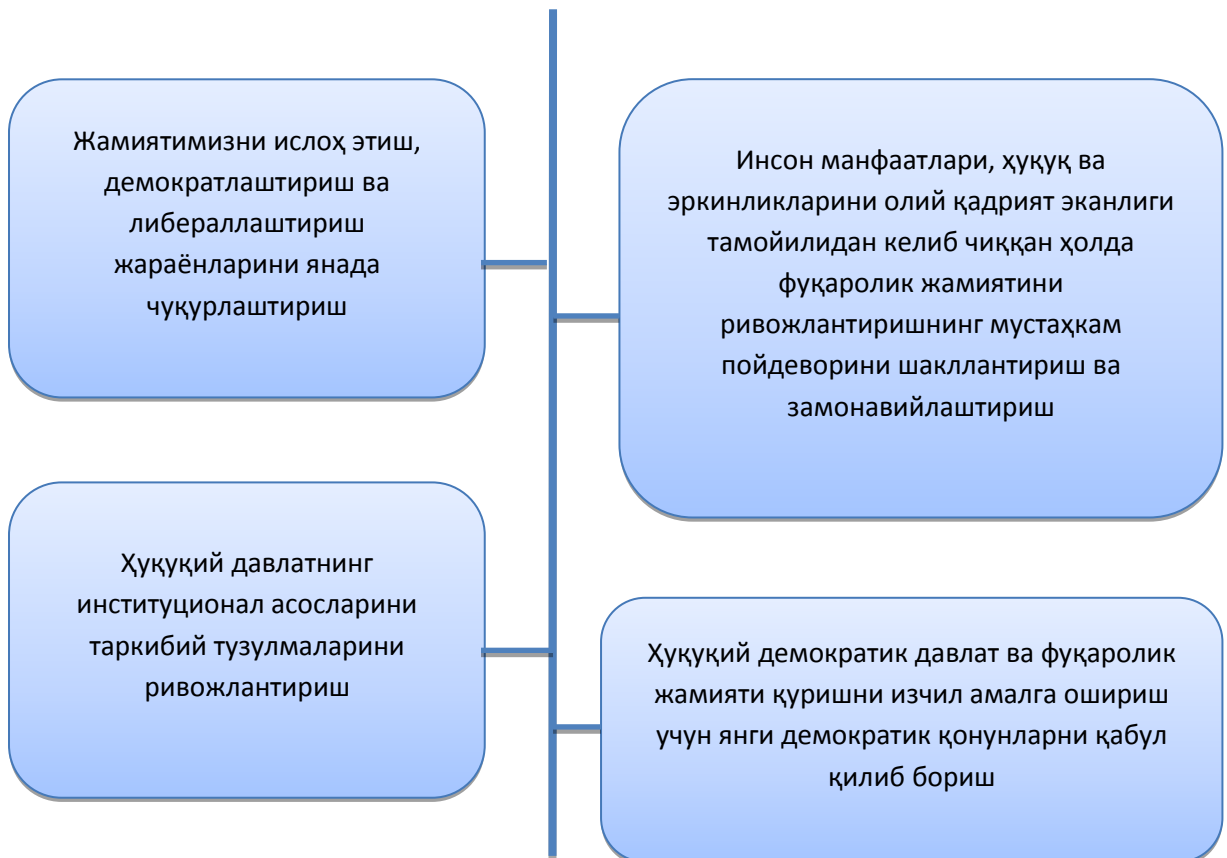 Жамиятимизни ислоҳ этиш,
демократлаштириш ва
либераллаштириш
жараёнларини янада
чуқурлаштириш
Инсон манфаатлари, ҳуқуқ ва
эркинликларини олий қадрият эканлиги
тамойилидан келиб чиққан ҳолда
фуқаролик жамиятини
ривожлантиришнинг мустаҳкам
пойдеворини шакллантириш ва
замонавийлаштириш
Ҳуқуқий давлатнинг
институционал асосларини
таркибий тузулмаларини
ривожлантириш
Ҳуқуқий демократик давлат ва фуқаролик
жамияти қуришни изчил амалга ошириш
учун янги демократик қонунларни қабул
қилиб бориш